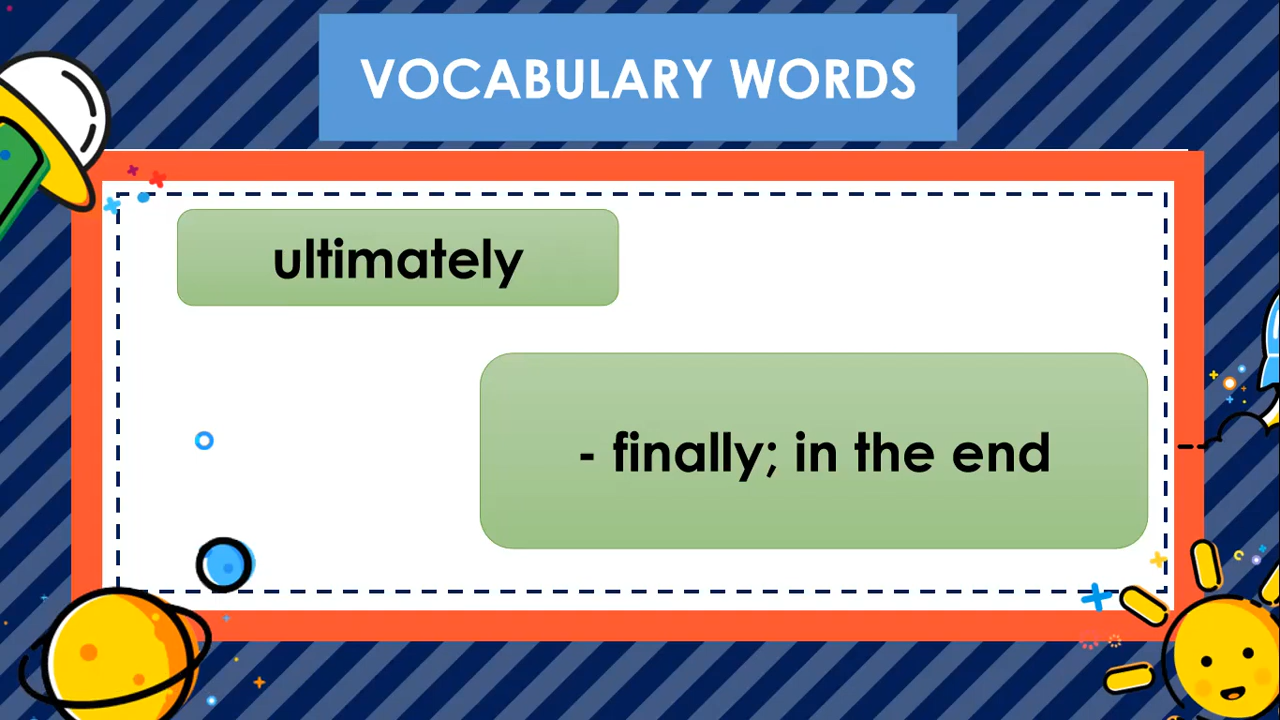 VOCABULARY WORDS
ultimately
- finally; in the end